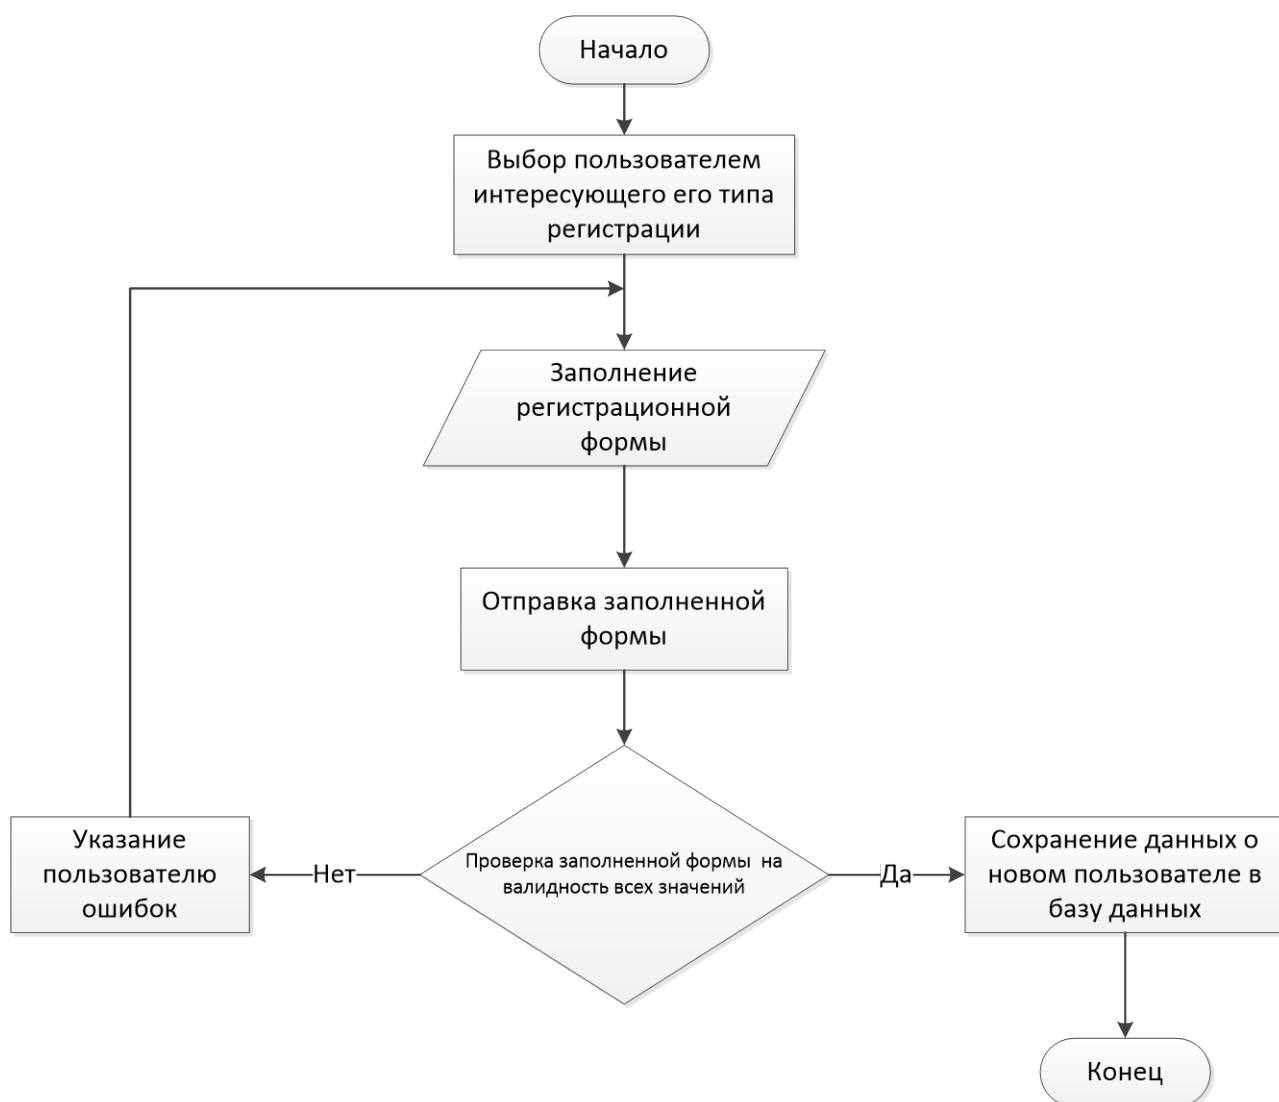 Начало
Выбор пользователем
интересующего его типа
регистрации
Заполнение
регистрационной
формы
Отправка заполненной
формы
Проверка заполненной формы на
валидность всех значений
Нет
Указание
пользователю
ошибок
Да
Сохранение данных о
новом пользователе в
базу данных
Конец